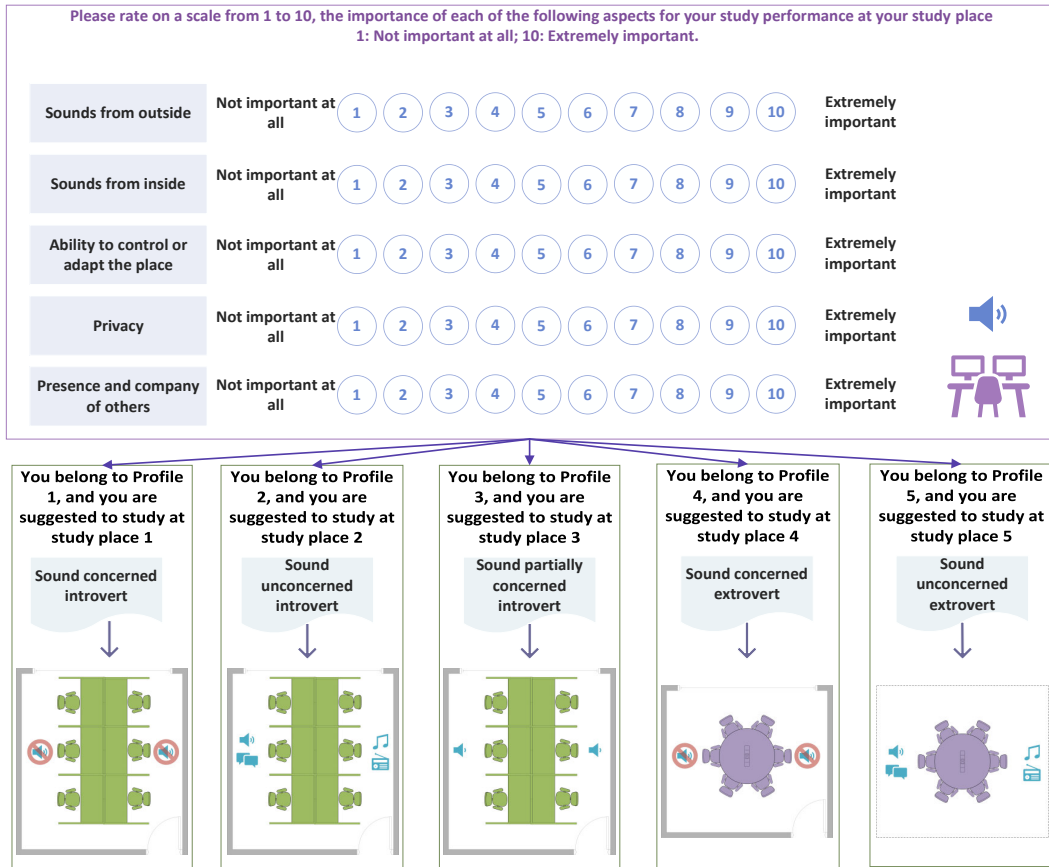 Please rate on a scale from 1 to 10, the importance of each of the following aspects for your study performance at your study place
1: Not important at all; 10: Extremely important.
Sounds from outside
Not important at
all
1 2 3 4 5 6 7 8 9 10
Extremely
important
Sounds from inside
Not important at
all
1 2 3 4 5 6 7 8 9 10
Extremely
important
Ability to control or
adapt the place
Not important at
all
1 2 3 4 5 6 7 8 9 10
Extremely
important
Privacy
Not important at
all
1 2 3 4 5 6 7 8 9 10
Extremely
important
Presence and company
of others
Not important at
all
1 2 3 4 5 6 7 8 9 10
Extremely
important
You belong to Profile
1, and you are
suggested to study at
study place 1
Sound concerned
introvert
You belong to Profile
2, and you are
suggested to study at
study place 2
Sound
unconcerned
introvert
You belong to Profile
3, and you are
suggested to study at
study place 3
Sound partially
concerned
introvert
You belong to Profile
4, and you are
suggested to study at
study place 4
Sound concerned
extrovert
You belong to Profile
5, and you are
suggested to study at
study place 5
Sound
unconcerned
extrovert